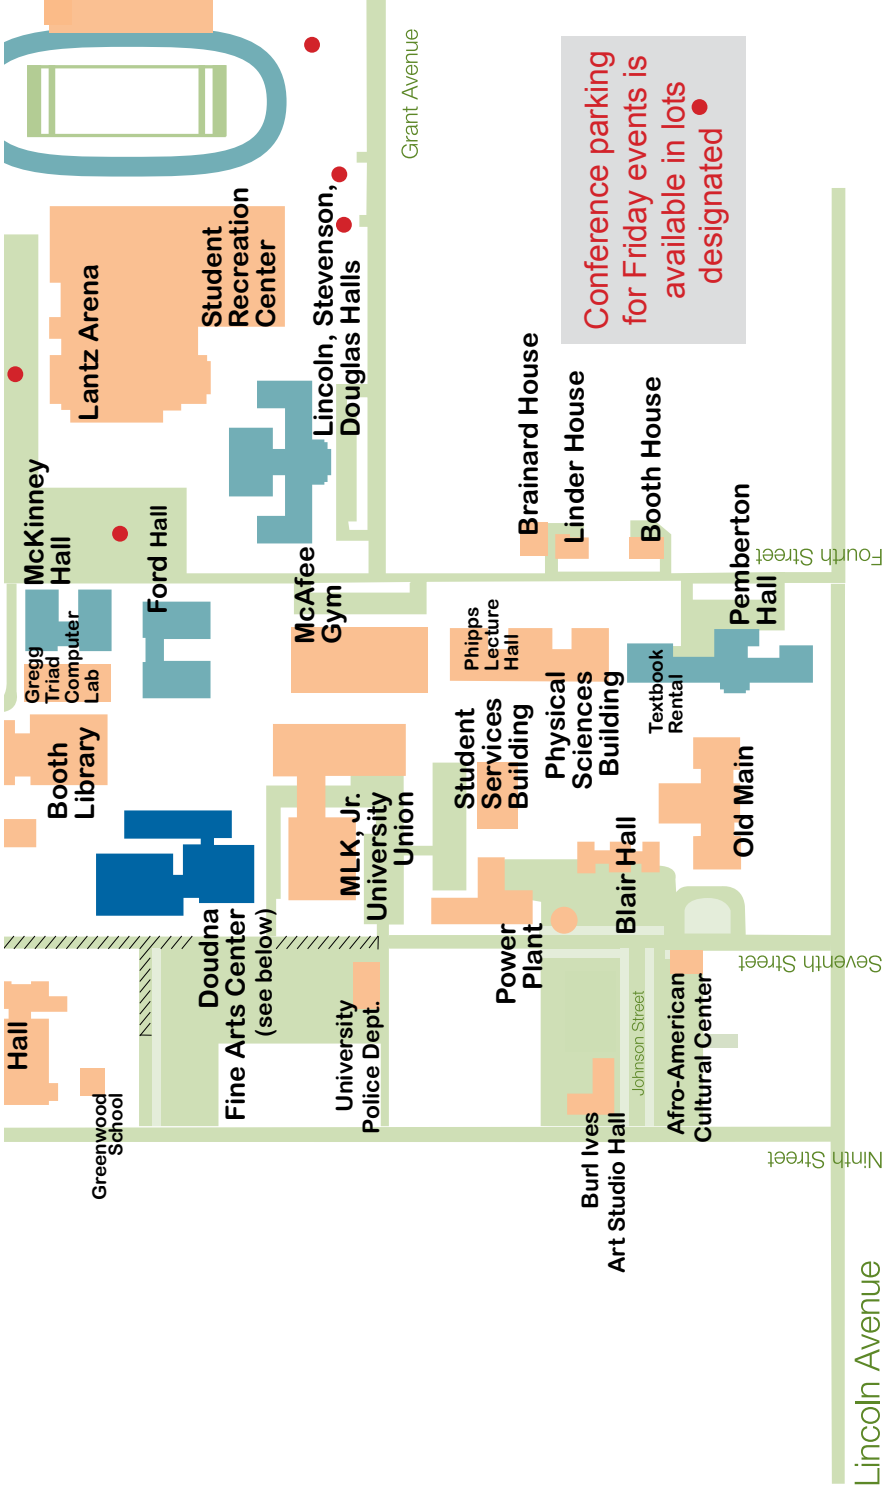 Grant Avenue
Conference parking
for Friday events is
available in lots
designated
Lantz Arena
Student
Recreation
Center
Lincoln, Stevenson,
Douglas Halls
McKinney
Hall
Ford Hall
McAfee
Gym
Brainard House
Linder House
Booth House
Pemberton
Hall
Fourth Street
Gregg
Triad
Computer
Lab
Phipps
Lecture
Hall
Textbook
Rental
Booth
Library
Student
Services
Building
Physical
Sciences
Building
MLK, Jr.
University
Union
Old Main
Blair Hall
Doudna
Fine Arts Center
(see below)
Power
Plant
Seventh Street
Hall
University
Police Dept.
Johnson Street
Afro-American
Cultural Center
Greenwood
School
Burl Ives
Art Studio Hall
Ninth Street
Lincoln Avenue